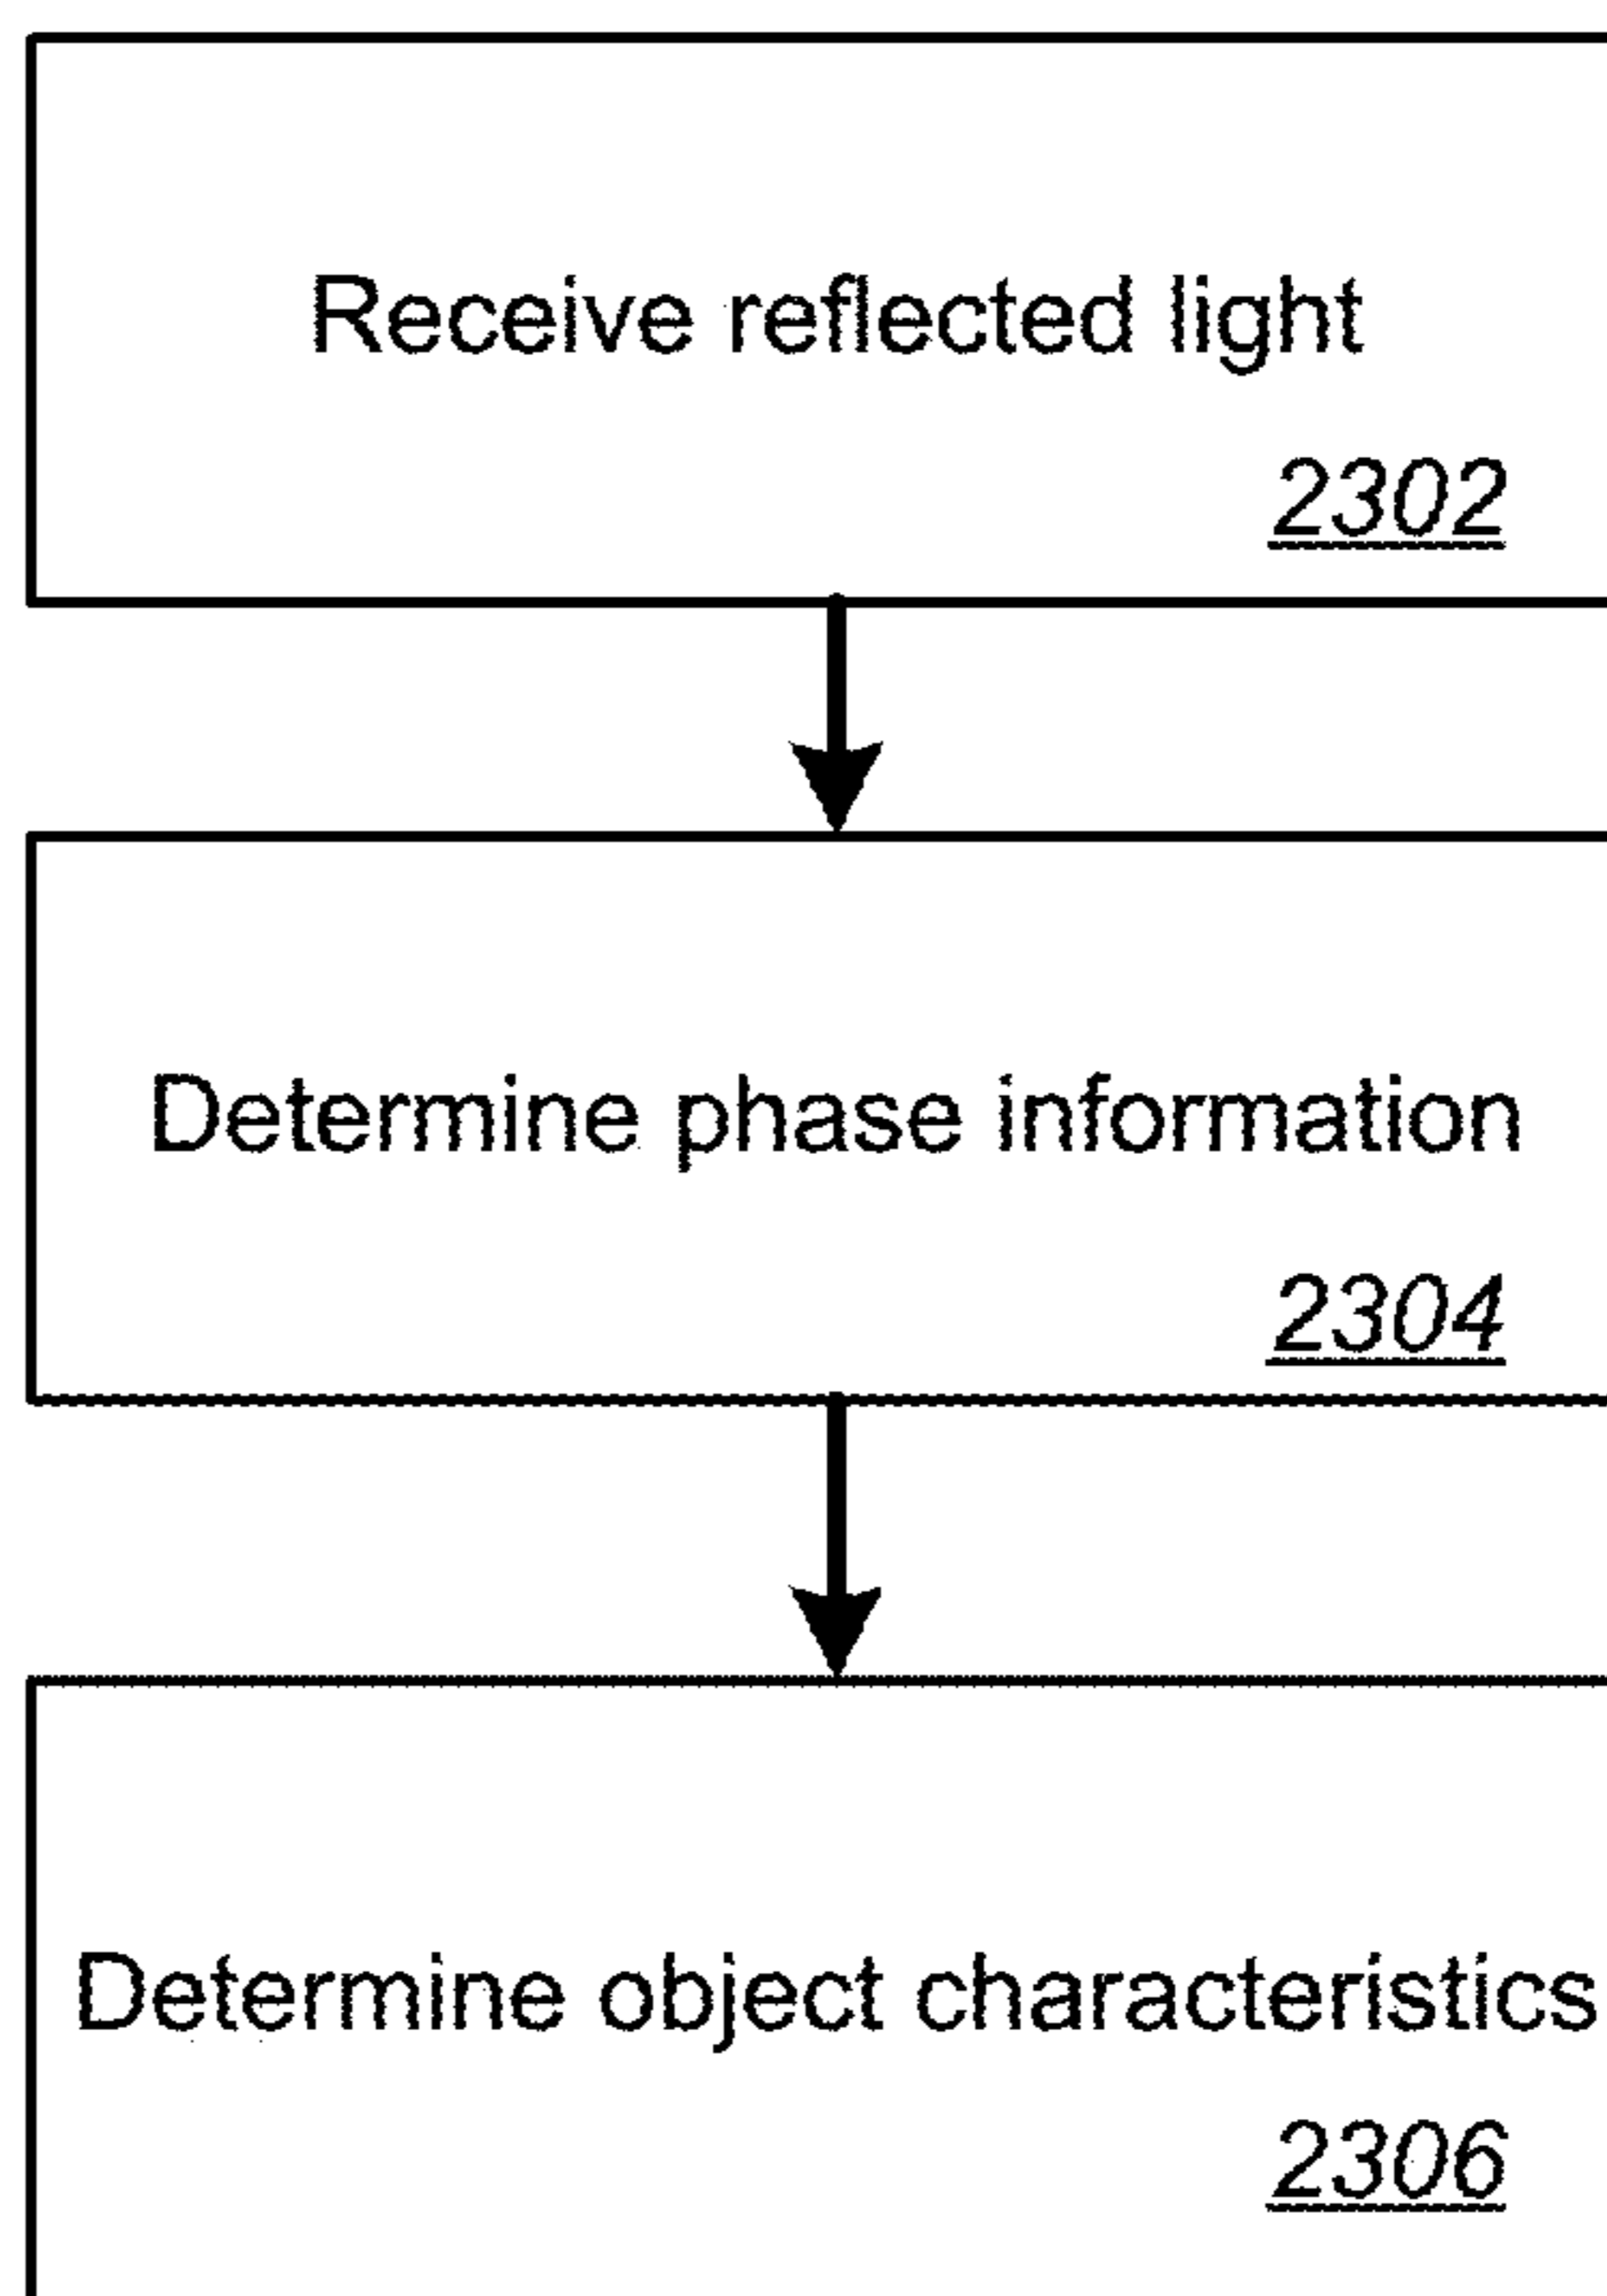 Receive reflected light
2302
Determine phase information
2304
Determine object characteristics
2306